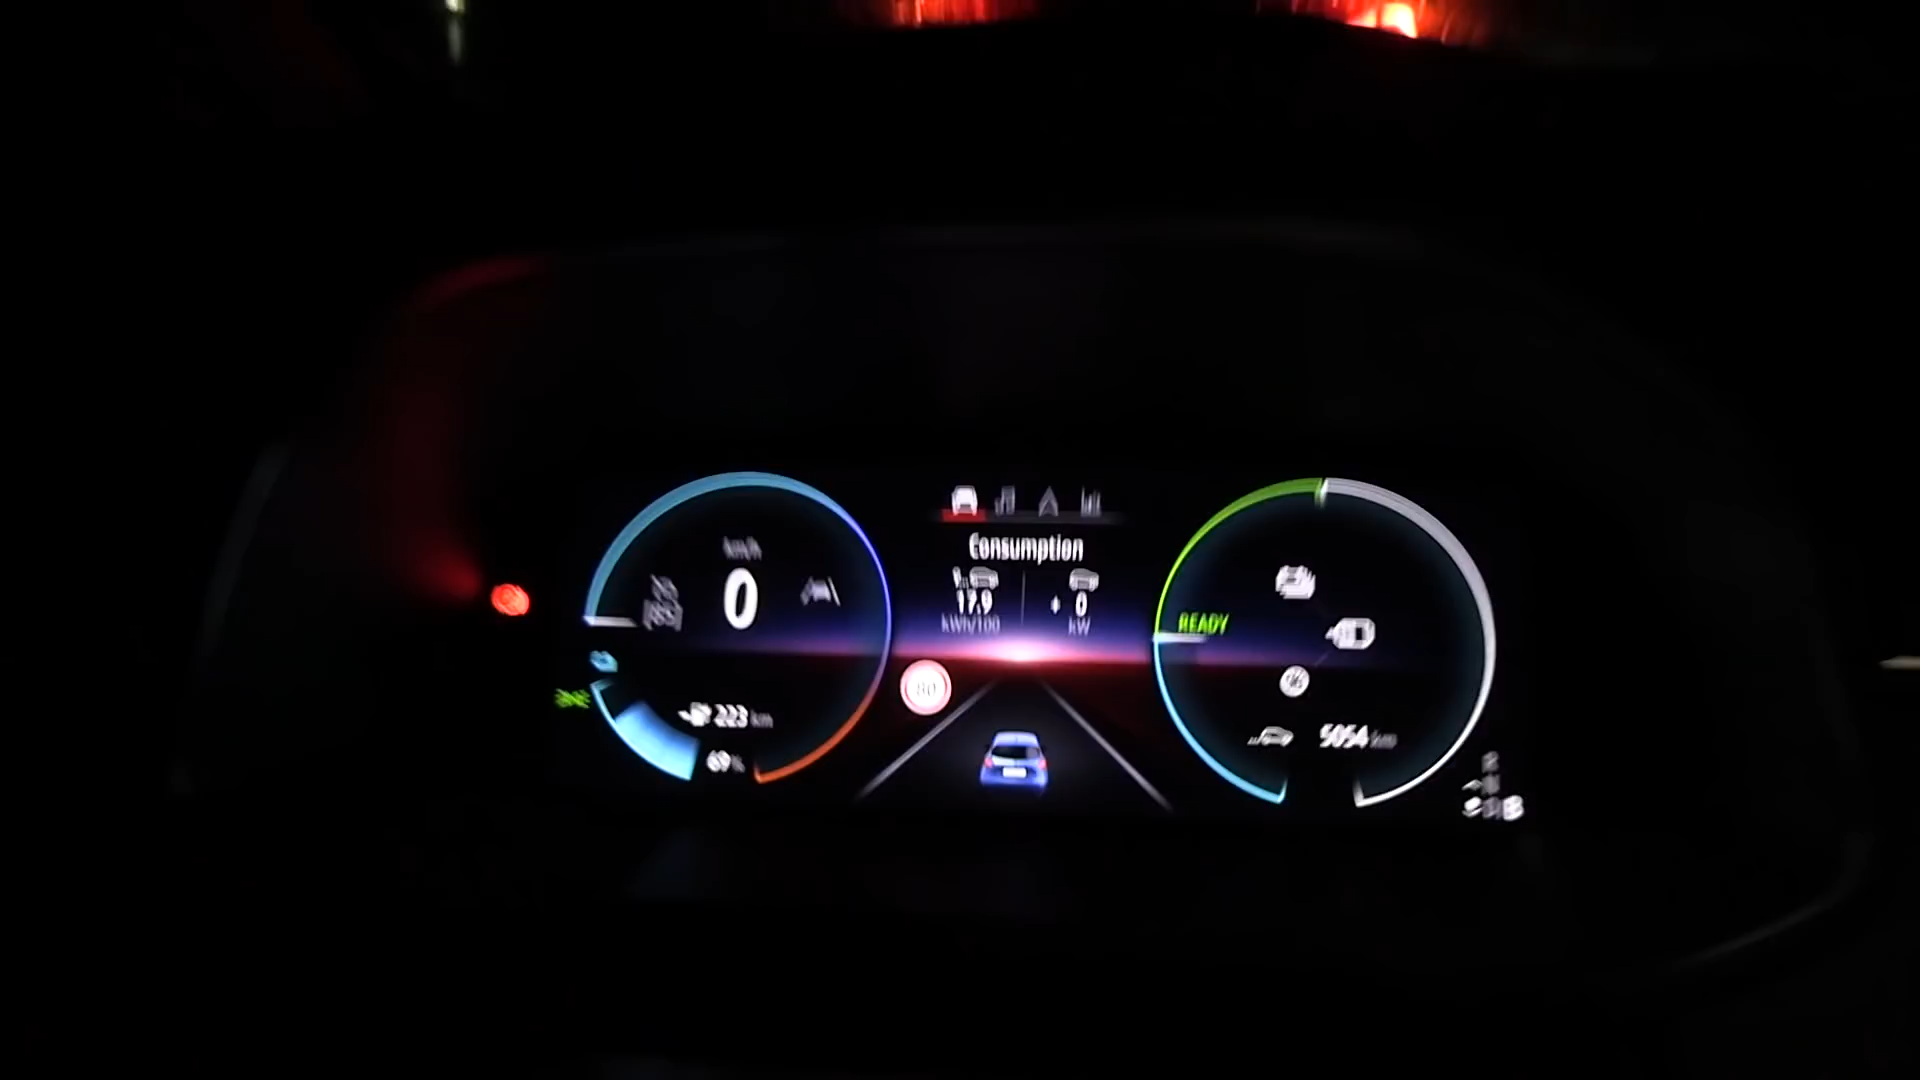 Consumption
km/h
0
17.9
0
kWh/100
kW
READY
80
223 km
69%
5054 km